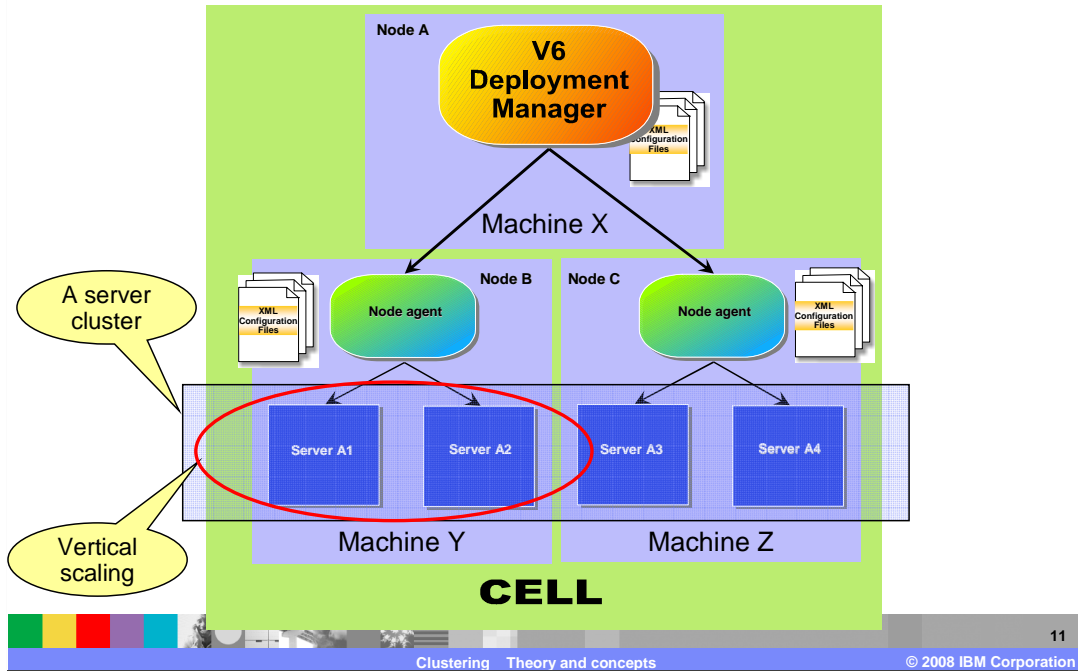 Node A
V6
Deployment
Manager
XML
Configuration
Files
Machine X
A server
cluster
XML
Configuration
Files
Node agent
Node B
Node C
Node agent
XML
Configuration
Files
Server A1
Server A2
Server A3
Server A4
Vertical
scaling
Machine Y
Machine Z
CELL
11
Clustering Theory and concepts
© 2008 IBM Corporation